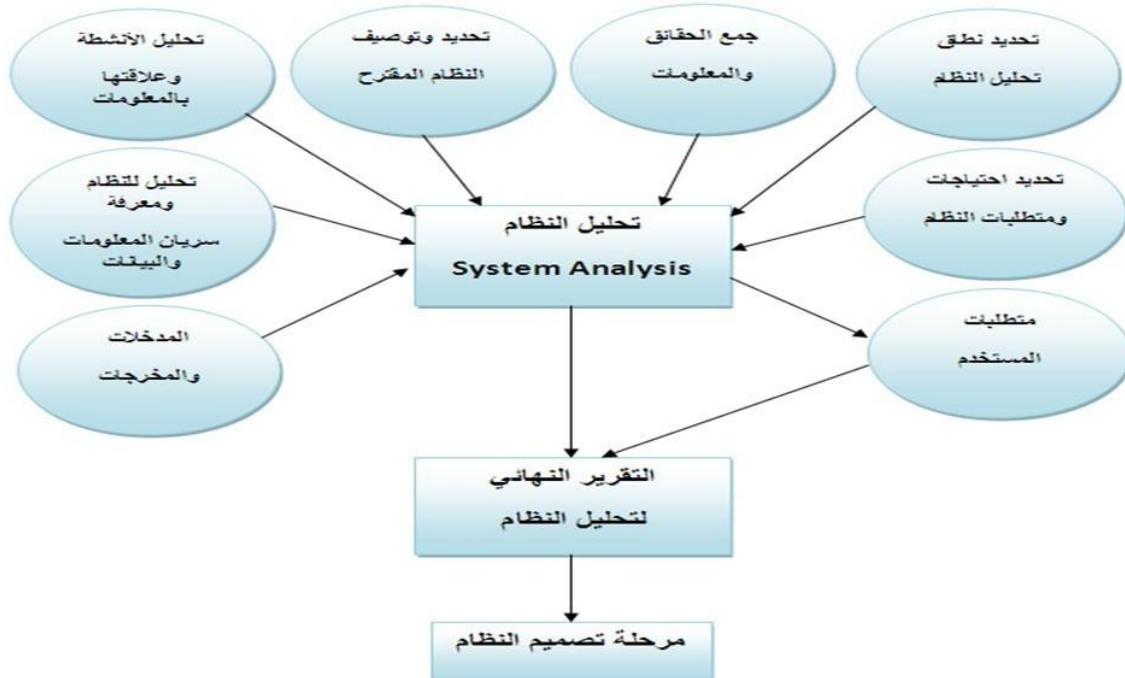 تحديد نطاق
تحليل النظام
جمع الحقائق
والمعلومات
تحديد وتوصيف
النظام المقترح
تحليل الأنشطة
وعلاقتها
بالمعلومات
تحديد احتياجات
ومتطلبات النظام
تحليل للنظام
ومعرفة
سريان المعلومات
والبيانات
تحليل النظام
System Analysis
متطلبات
المستخدم
المدخلات
والمخرجات
التقرير النهائي
لتحليل النظام
مرحلة تصميم النظام